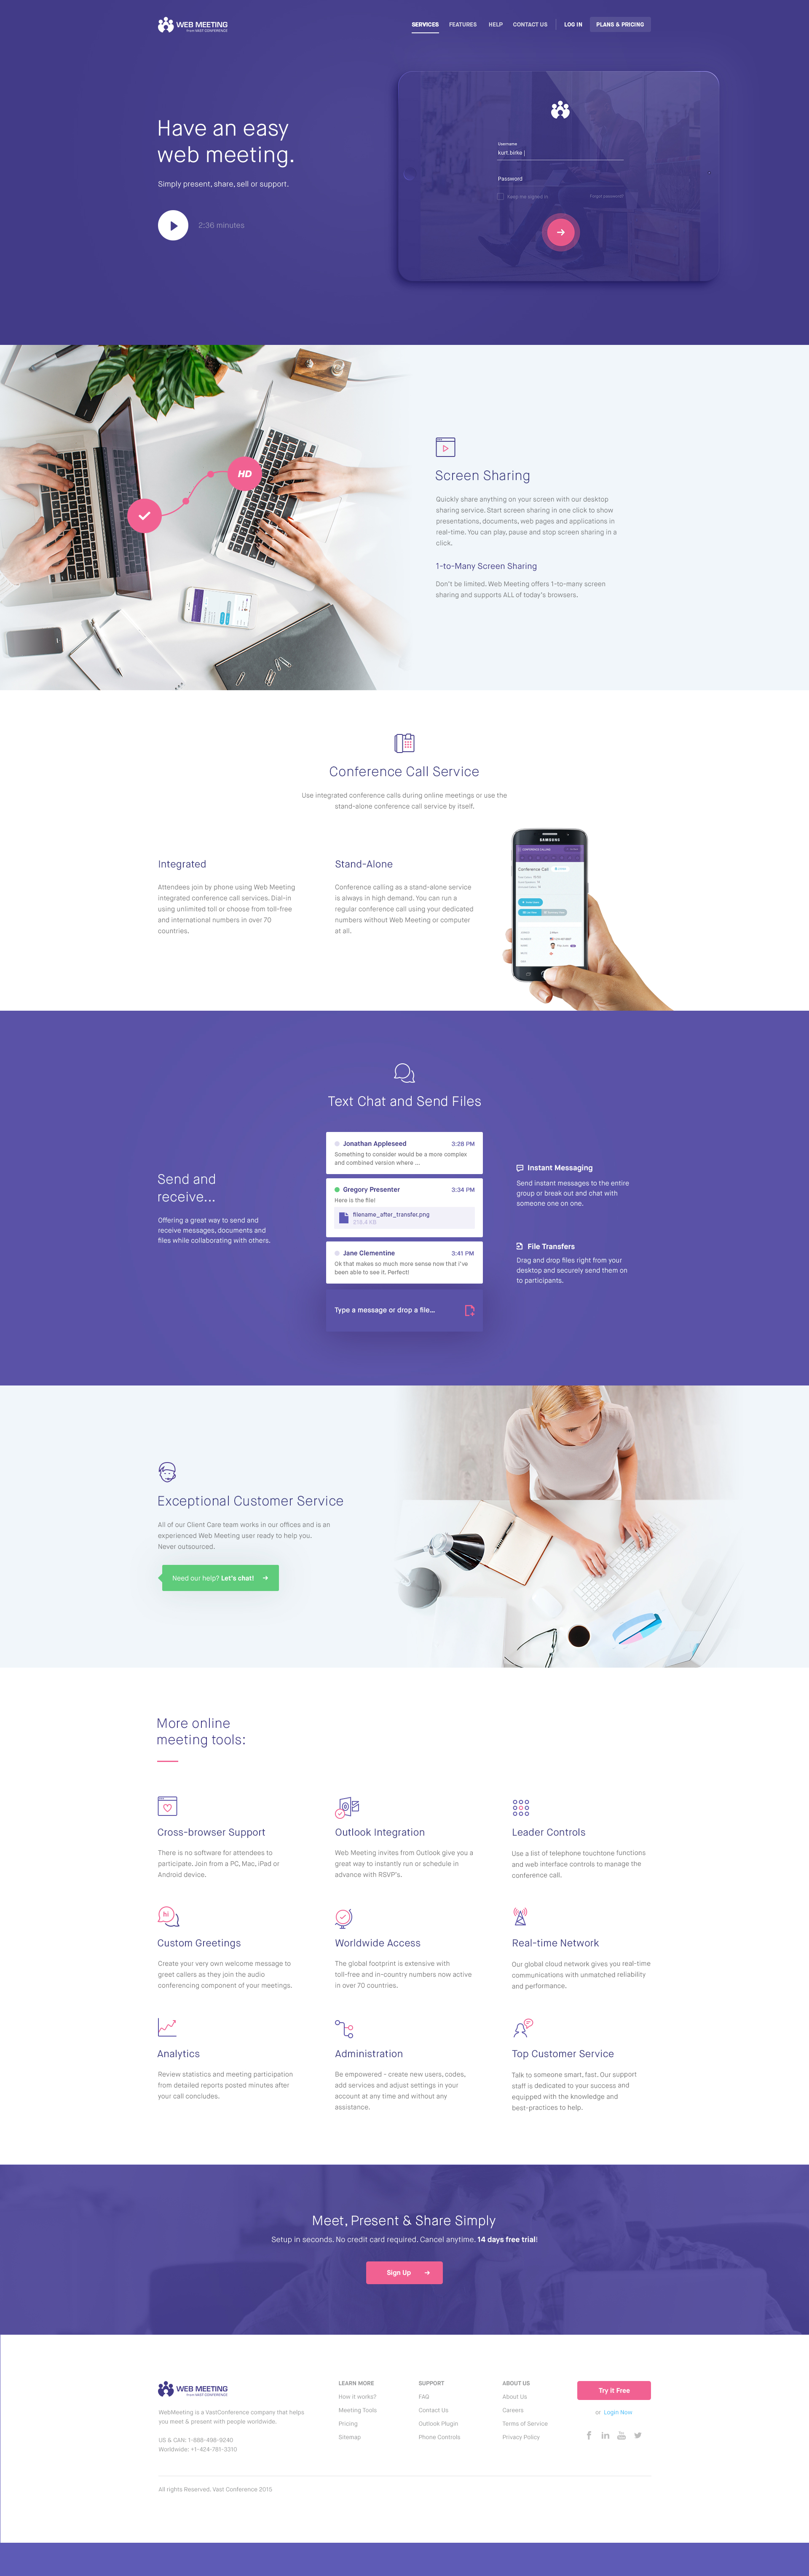 WEB MEETING
from VAST CONFERENCE
SERVICES
FEATURES
HELP
CONTACT US
LOG IN
PLANS & PRICING
Have an easy
web meeting.
Simply present, share, sell or support.
2:36 minutes
Username
kurt.birke
Password
Keep me signed in
Forgot password?
HD
Screen Sharing
Quickly share anything on your screen with our desktop
sharing service. Start screen sharing in one click to show
presentations, documents, web pages and applications in
real-time. You can play, pause and stop screen sharing in a
click.
1-to-Many Screen Sharing
Don't be limited. Web Meeting offers 1-to-many screen
sharing and supports ALL of today's browsers.
Conference Call Service
Use integrated conference calls during online meetings or use the
stand-alone conference call service by itself.
Integrated
Attendees join by phone using Web Meeting
integrated conference call services. Dial-in
using unlimited toll or choose from toll-free
and international numbers in over 70
countries.
Stand-Alone
Conference calling as a stand-alone service
is always in high demand. You can run a
regular conference call using your dedicated
numbers without Web Meeting or computer
at all.
SAMSUNG
CONFERENCE CALLING
Conference Call
Text Chat and Send Files
Send and
receive...
Offering a great way to send and
receive messages, documents and
files while collaborating with others.
Jonathan Appleseed
3:28 PM
Something to consider would be a more complex
and combined version where ...
Gregory Presenter
3:34 PM
Here is the file!
filename_after_transfer.png
218.4 KB
Jane Clementine
3:41 PM
Ok that makes so much more sense now that I've
been able to see it. Perfect!
Type a message or drop a file...
Instant Messaging
Send instant messages to the entire
group or break out and chat with
someone one on one.
File Transfers
Drag and drop files right from your
desktop and securely send them on
to participants.
Exceptional Customer Service
All of our Client Care team works in our offices and is an
experienced Web Meeting user ready to help you.
Never outsourced.
Need our help? Let's chat!
More online
meeting tools:
Cross-browser Support
There is no software for attendees to
participate. Join from a PC, Mac, iPad or
Android device.
Outlook Integration
Web Meeting invites from Outlook give you a
great way to instantly run or schedule in
advance with RSVP's.
Leader Controls
Use a list of telephone touchtone functions
and web interface controls to manage the
conference call.
hi
Custom Greetings
Create your very own welcome message to
greet callers as they join the audio
conferencing component of your meetings.
Worldwide Access
The global footprint is extensive with
toll-free and in-country numbers now active
in over 70 countries.
Real-time Network
Our global cloud network gives you real-time
communications with unmatched reliability
and performance.
Analytics
Review statistics and meeting participation
from detailed reports posted minutes after
your call concludes.
Administration
Be empowered - create new users, codes,
add services and adjust settings in your
account at any time and without any
assistance.
Top Customer Service
Talk to someone smart, fast. Our support
staff is dedicated to your success and
equipped with the knowledge and
best-practices to help.
Meet, Present & Share Simply
Setup in seconds. No credit card required. Cancel anytime. 14 days free trial!
Sign Up
WEB MEETING
from VAST CONFERENCE
WebMeeting is a VastConference company that helps
you meet & present with people worldwide.
US & CAN: 1-888-498-9240
Worldwide: +1-424-781-3310
LEARN MORE
How it works?
Meeting Tools
Pricing
Sitemap
SUPPORT
FAQ
Contact Us
Outlook Plugin
Phone Controls
ABOUT US
About Us
Careers
Terms of Service
Privacy Policy
Try it Free
or Login Now
All rights Reserved. Vast Conference 2015